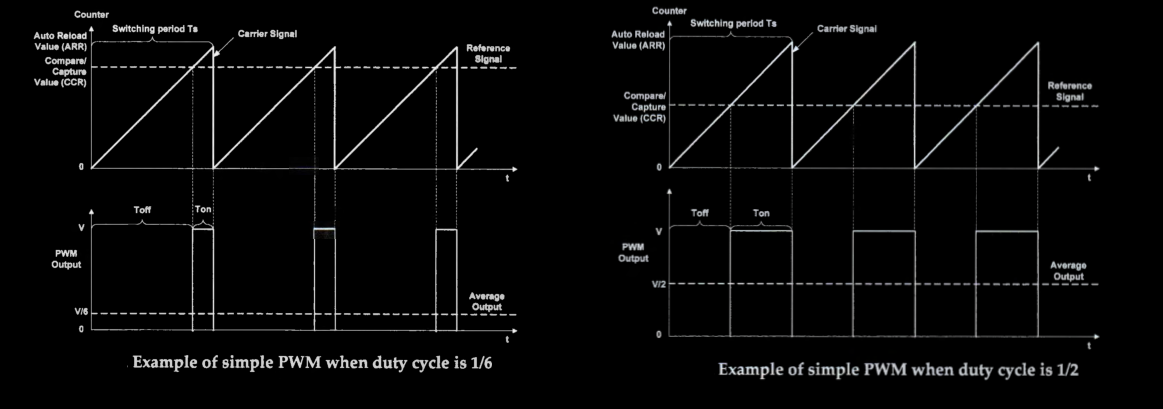 Counter
Switching period Ts
Auto Reload
Value (ARR)
Carrier Signal
Compare/
Capture
Value (CCR)
Reference
Signal
0
t
Toff
Ton
V
PWM
Output
V/6
Average
Output
0
t
Example of simple PWM when duty cycle is 1/6
Counter
Switching period Ts
Auto Reload
Value (ARR)
Carrier Signal
Compare/
Capture
Value (CCR)
Reference
Signal
0
t
Toff
Ton
V
PWM
Output
V/2
Average
Output
0
t
Example of simple PWM when duty cycle is 1/2